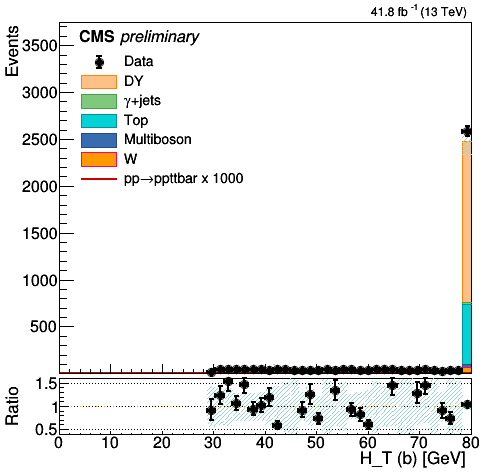 41.8 fb⁻¹ (13 TeV)
CMS preliminary
Data
DY
γ+jets
Top
Multiboson
W
pp→ppttbar x 1000
Events
3500
3000
2500
2000
1500
1000
500
Ratio
1.5
1
0.5
0 10 20 30 40 50 60 70 80
H_T (b) [GeV]